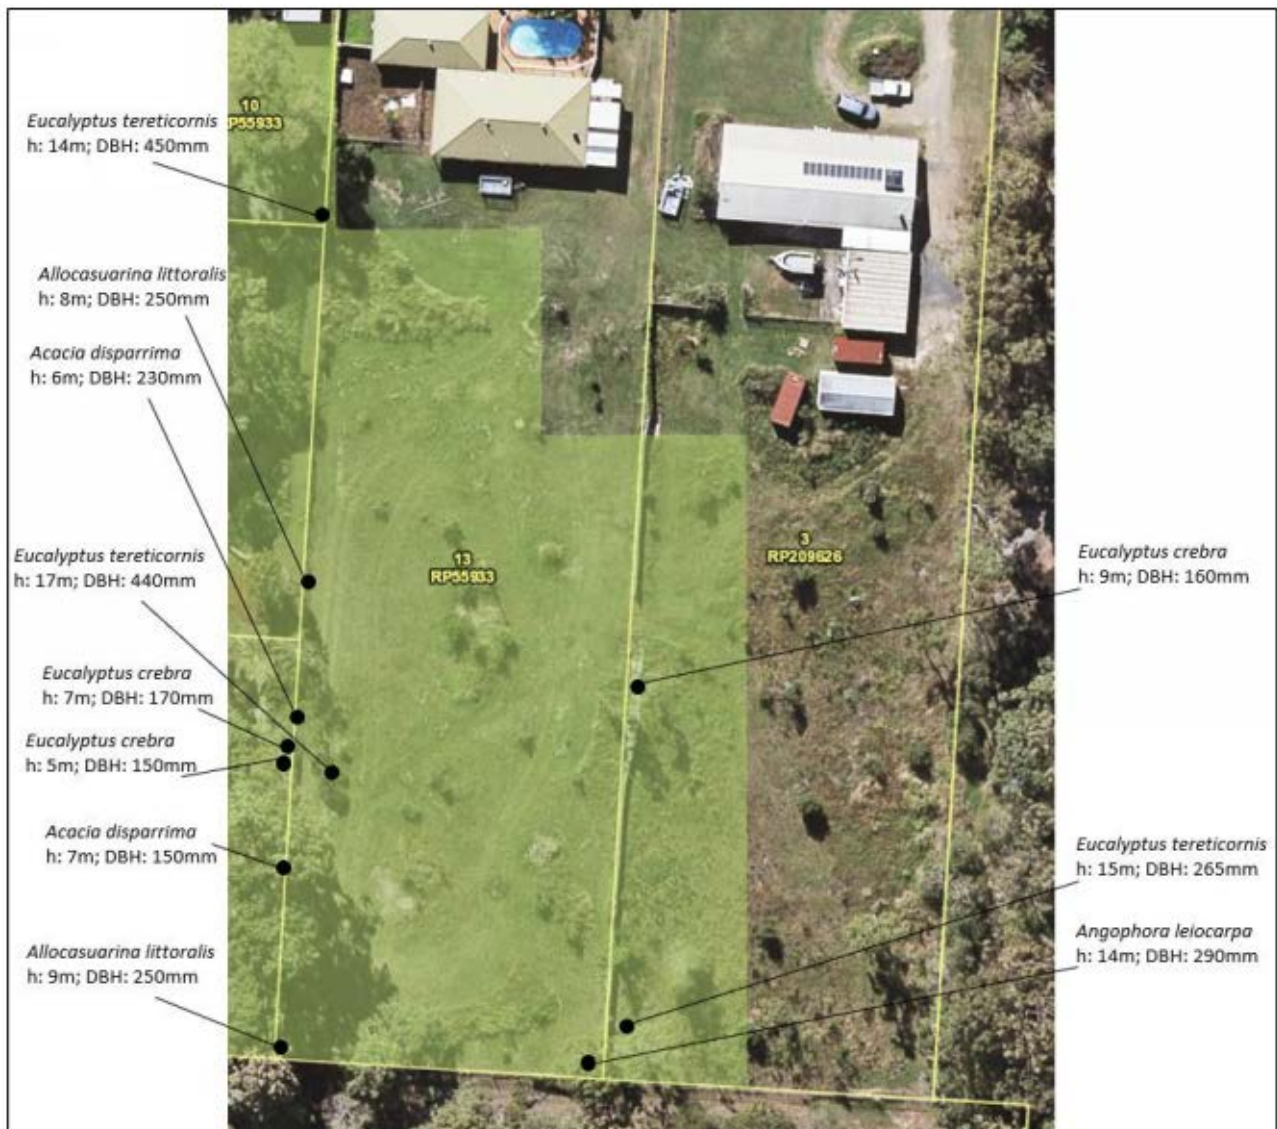 10
P55933
Eucalyptus tereticornis
h: 14m; DBH: 450mm
Allocasuarina littoralis
h: 8m; DBH: 250mm
Acacia disparrima
h: 6m; DBH: 230mm
Eucalyptus tereticornis
h: 17m; DBH: 440mm
Eucalyptus crebra
h: 7m; DBH: 170mm
Eucalyptus crebra
h: 5m; DBH: 150mm
Acacia disparrima
h: 7m; DBH: 150mm
Allocasuarina littoralis
h: 9m; DBH: 250mm
13
RP55933
3
RP209626
Eucalyptus crebra
h: 9m; DBH: 160mm
Eucalyptus tereticornis
h: 15m; DBH: 265mm
Angophora leiocarpa
h: 14m; DBH: 290mm